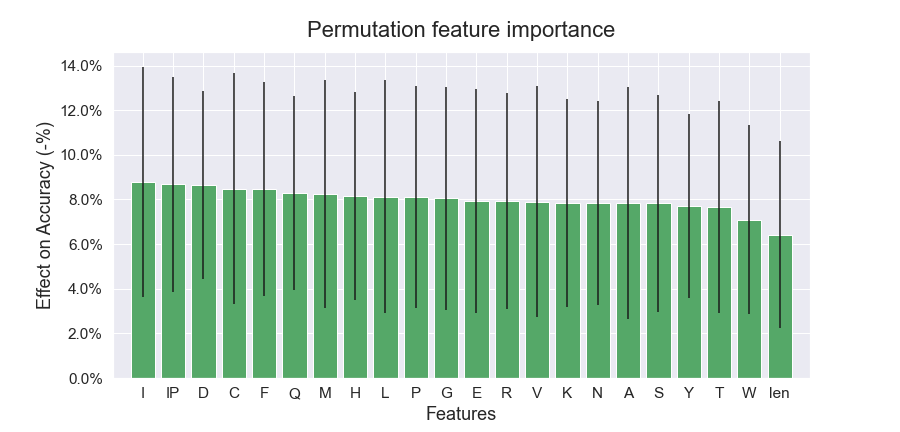 Permutation feature importance
Effect on Accuracy (-%)
14.0%
12.0%
10.0%
8.0%
6.0%
4.0%
2.0%
0.0%
I IP D C F Q M H L P G E R V K N A S Y T W len
Features